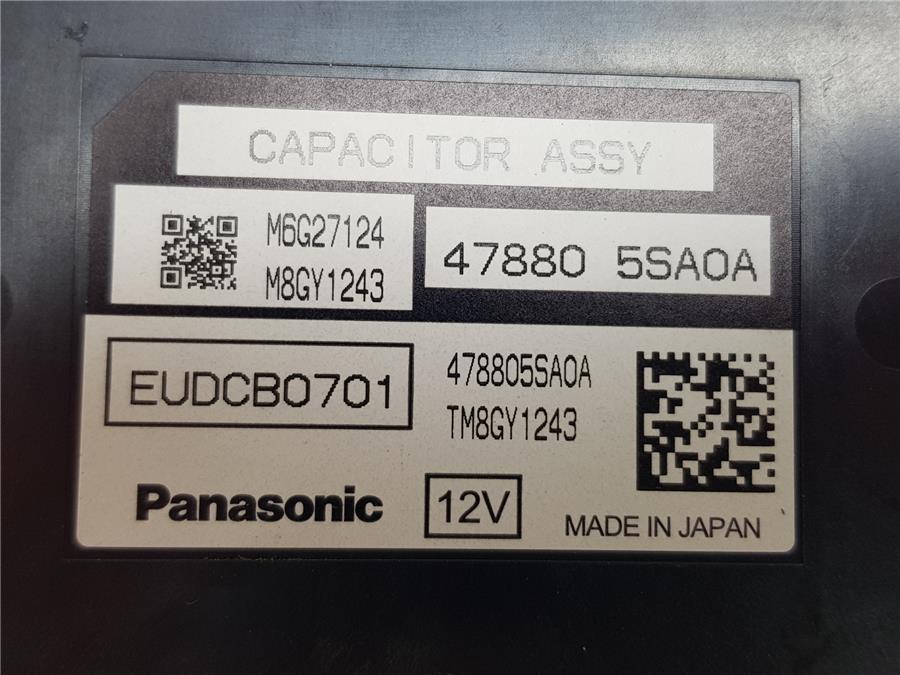 CAPACITOR ASSY
M6G27124
M8GY1243
47880 5SA0A
EUDCB0701
478805SA0A
TM8GY1243
Panasonic
12V
MADE IN JAPAN